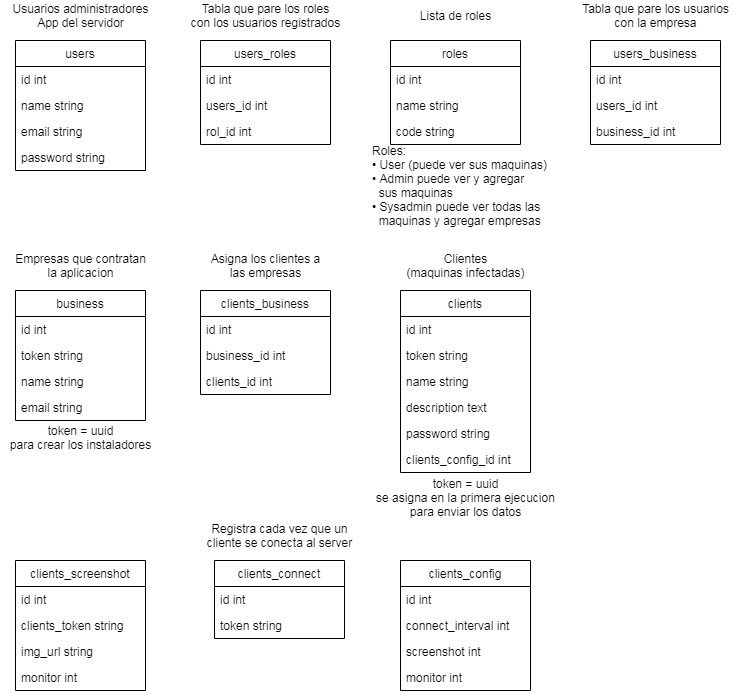 Usuarios administradores
App del servidor
users
id int
name string
email string
password string
Tabla que pare los roles
con los usuarios registrados
users_roles
id int
users_id int
rol_id int
Lista de roles
roles
id int
name string
code string
Roles:
• User (puede ver sus maquinas)
• Admin puede ver y agregar
sus maquinas
• Sysadmin puede ver todas las
maquinas y agregar empresas
Tabla que pare los usuarios
con la empresa
users_business
id int
users_id int
business_id int
Empresas que contratan
la aplicacion
business
id int
token string
name string
email string
token = uuid
para crear los instaladores
Asigna los clientes a
las empresas
clients_business
id int
business_id int
clients_id int
Clientes
(maquinas infectadas)
clients
id int
token string
name string
description text
password string
clients_config_id int
token = uuid
se asigna en la primera ejecucion
para enviar los datos
clients_screenshot
id int
clients_token string
img_url string
monitor int
Registra cada vez que un
cliente se conecta al server
clients_connect
id int
token string
clients_config
id int
connect_interval int
screenshot int
monitor int